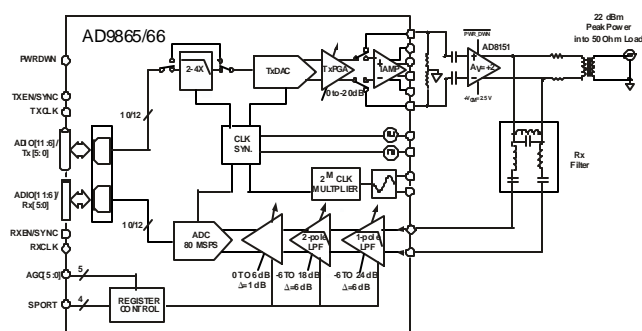 AD9865/66
22 dBm
Peak Power
into 50 Ohm Load
PWR_DWN
AD8151
AV=+2
+VCM=2.5V
PWRDWN
TXEN/SYNC
TXCLK
10/12
2-4X
TxDAC
TxPGA
0 to -20dB
IAMP
ADIO[11:6]/
Tx[5:0]
CLK
SYN.
2M CLK
MULTIPLIER
Rx
Filter
ADIO[11:6]/
Rx[5:0]
10/12
ADC
80 MSPS
2-pole
LPF
1-pole
LPF
RXEN/SYNC
RXCLK
0 TO 6 dB
Δ=1 dB
-6 TO 18 dB
Δ=6 dB
-6 TO 24 dB
Δ=6 dB
AGC[5:0]
5
SPORT
4
REGISTER
CONTROL